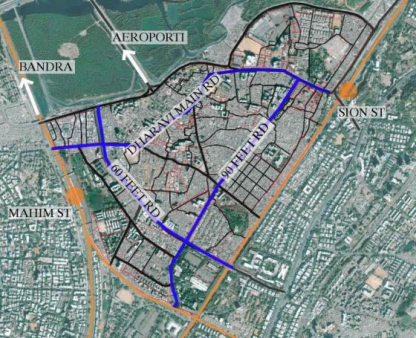 AEROPORTI
BANDRA
DHARAVI MAIN RD
SION ST
90 FEET RD
60 FEET RD
MAHIM ST